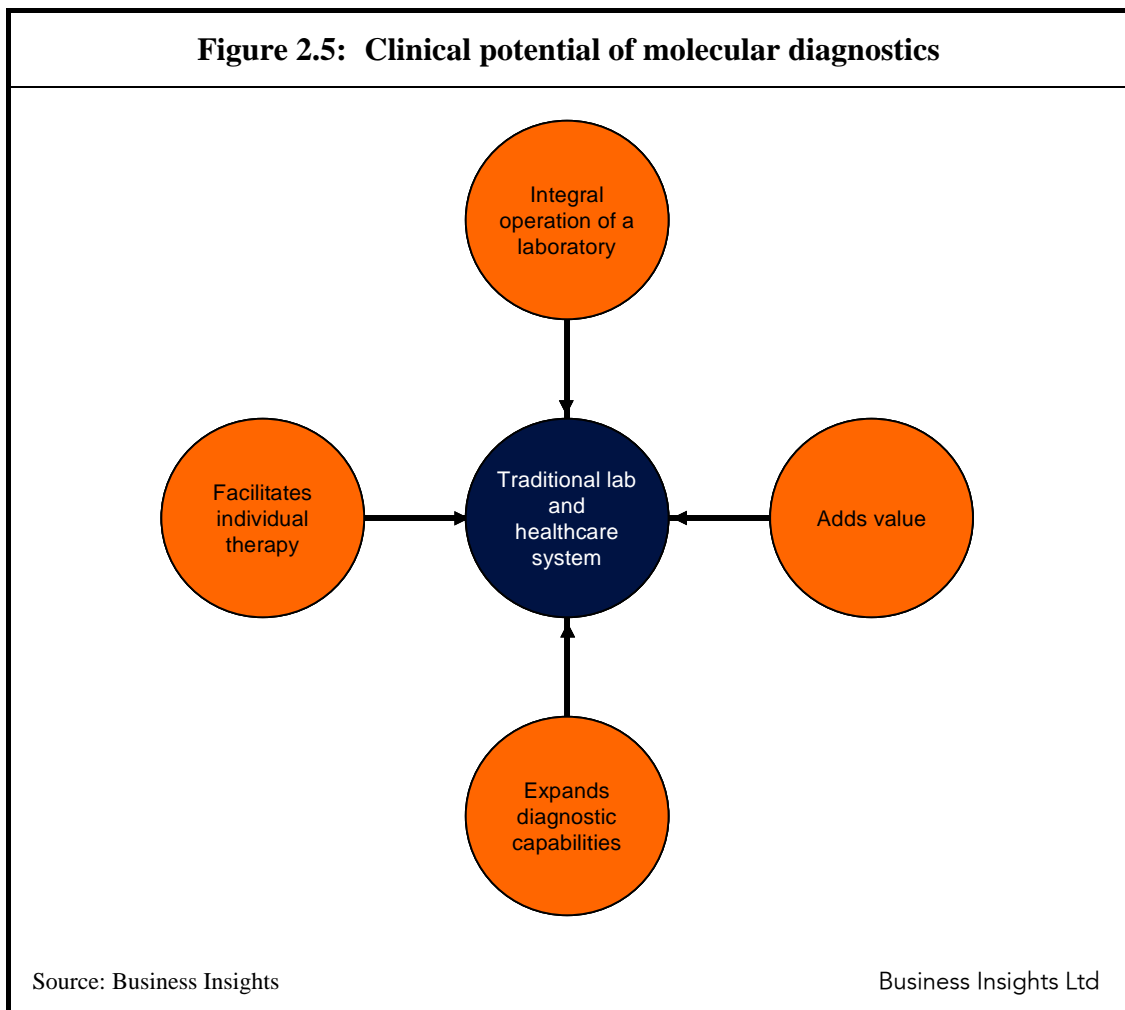 Figure 2.5:  Clinical potential of molecular diagnostics
Integral
operation of a
laboratory
Facilitates
individual
therapy
Traditional lab
and
healthcare
system
Adds value
Expands
diagnostic
capabilities
Source: Business Insights
Business Insights Ltd